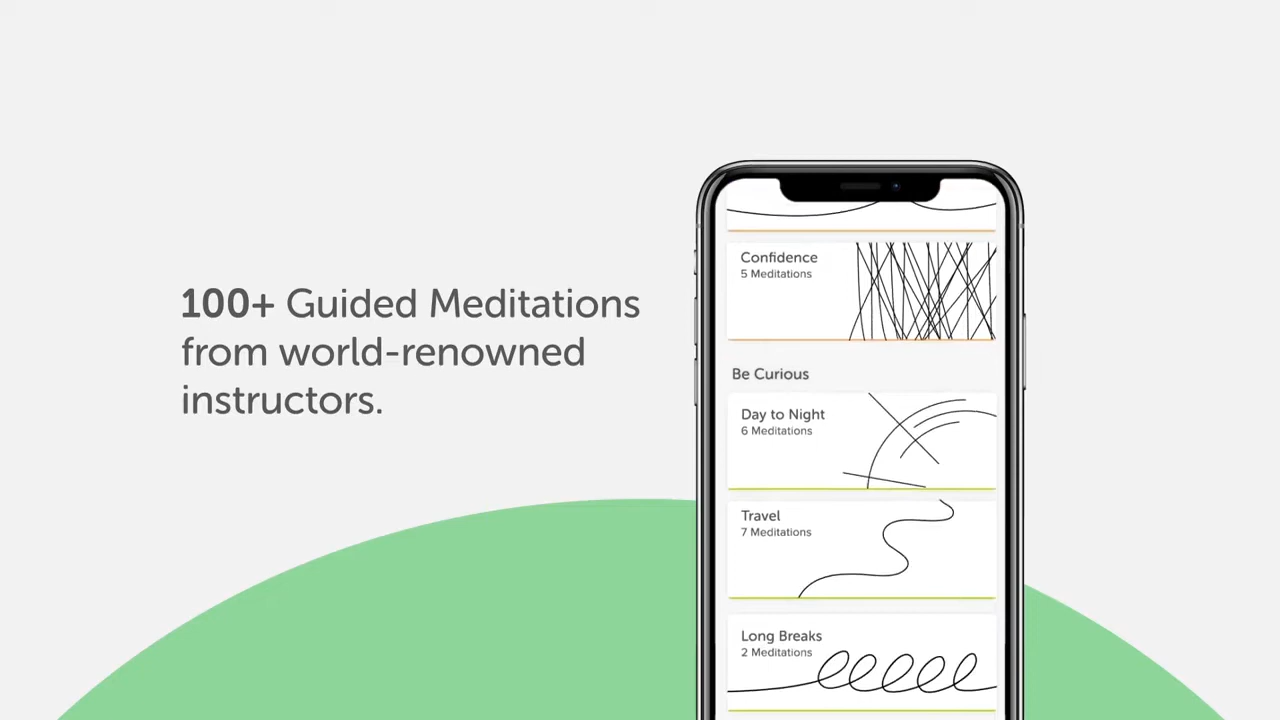 100+ Guided Meditations
from world-renowned
instructors.
Confidence
5 Meditations
Be Curious
Day to Night
6 Meditations
Travel
7 Meditations
Long Breaks
2 Meditations